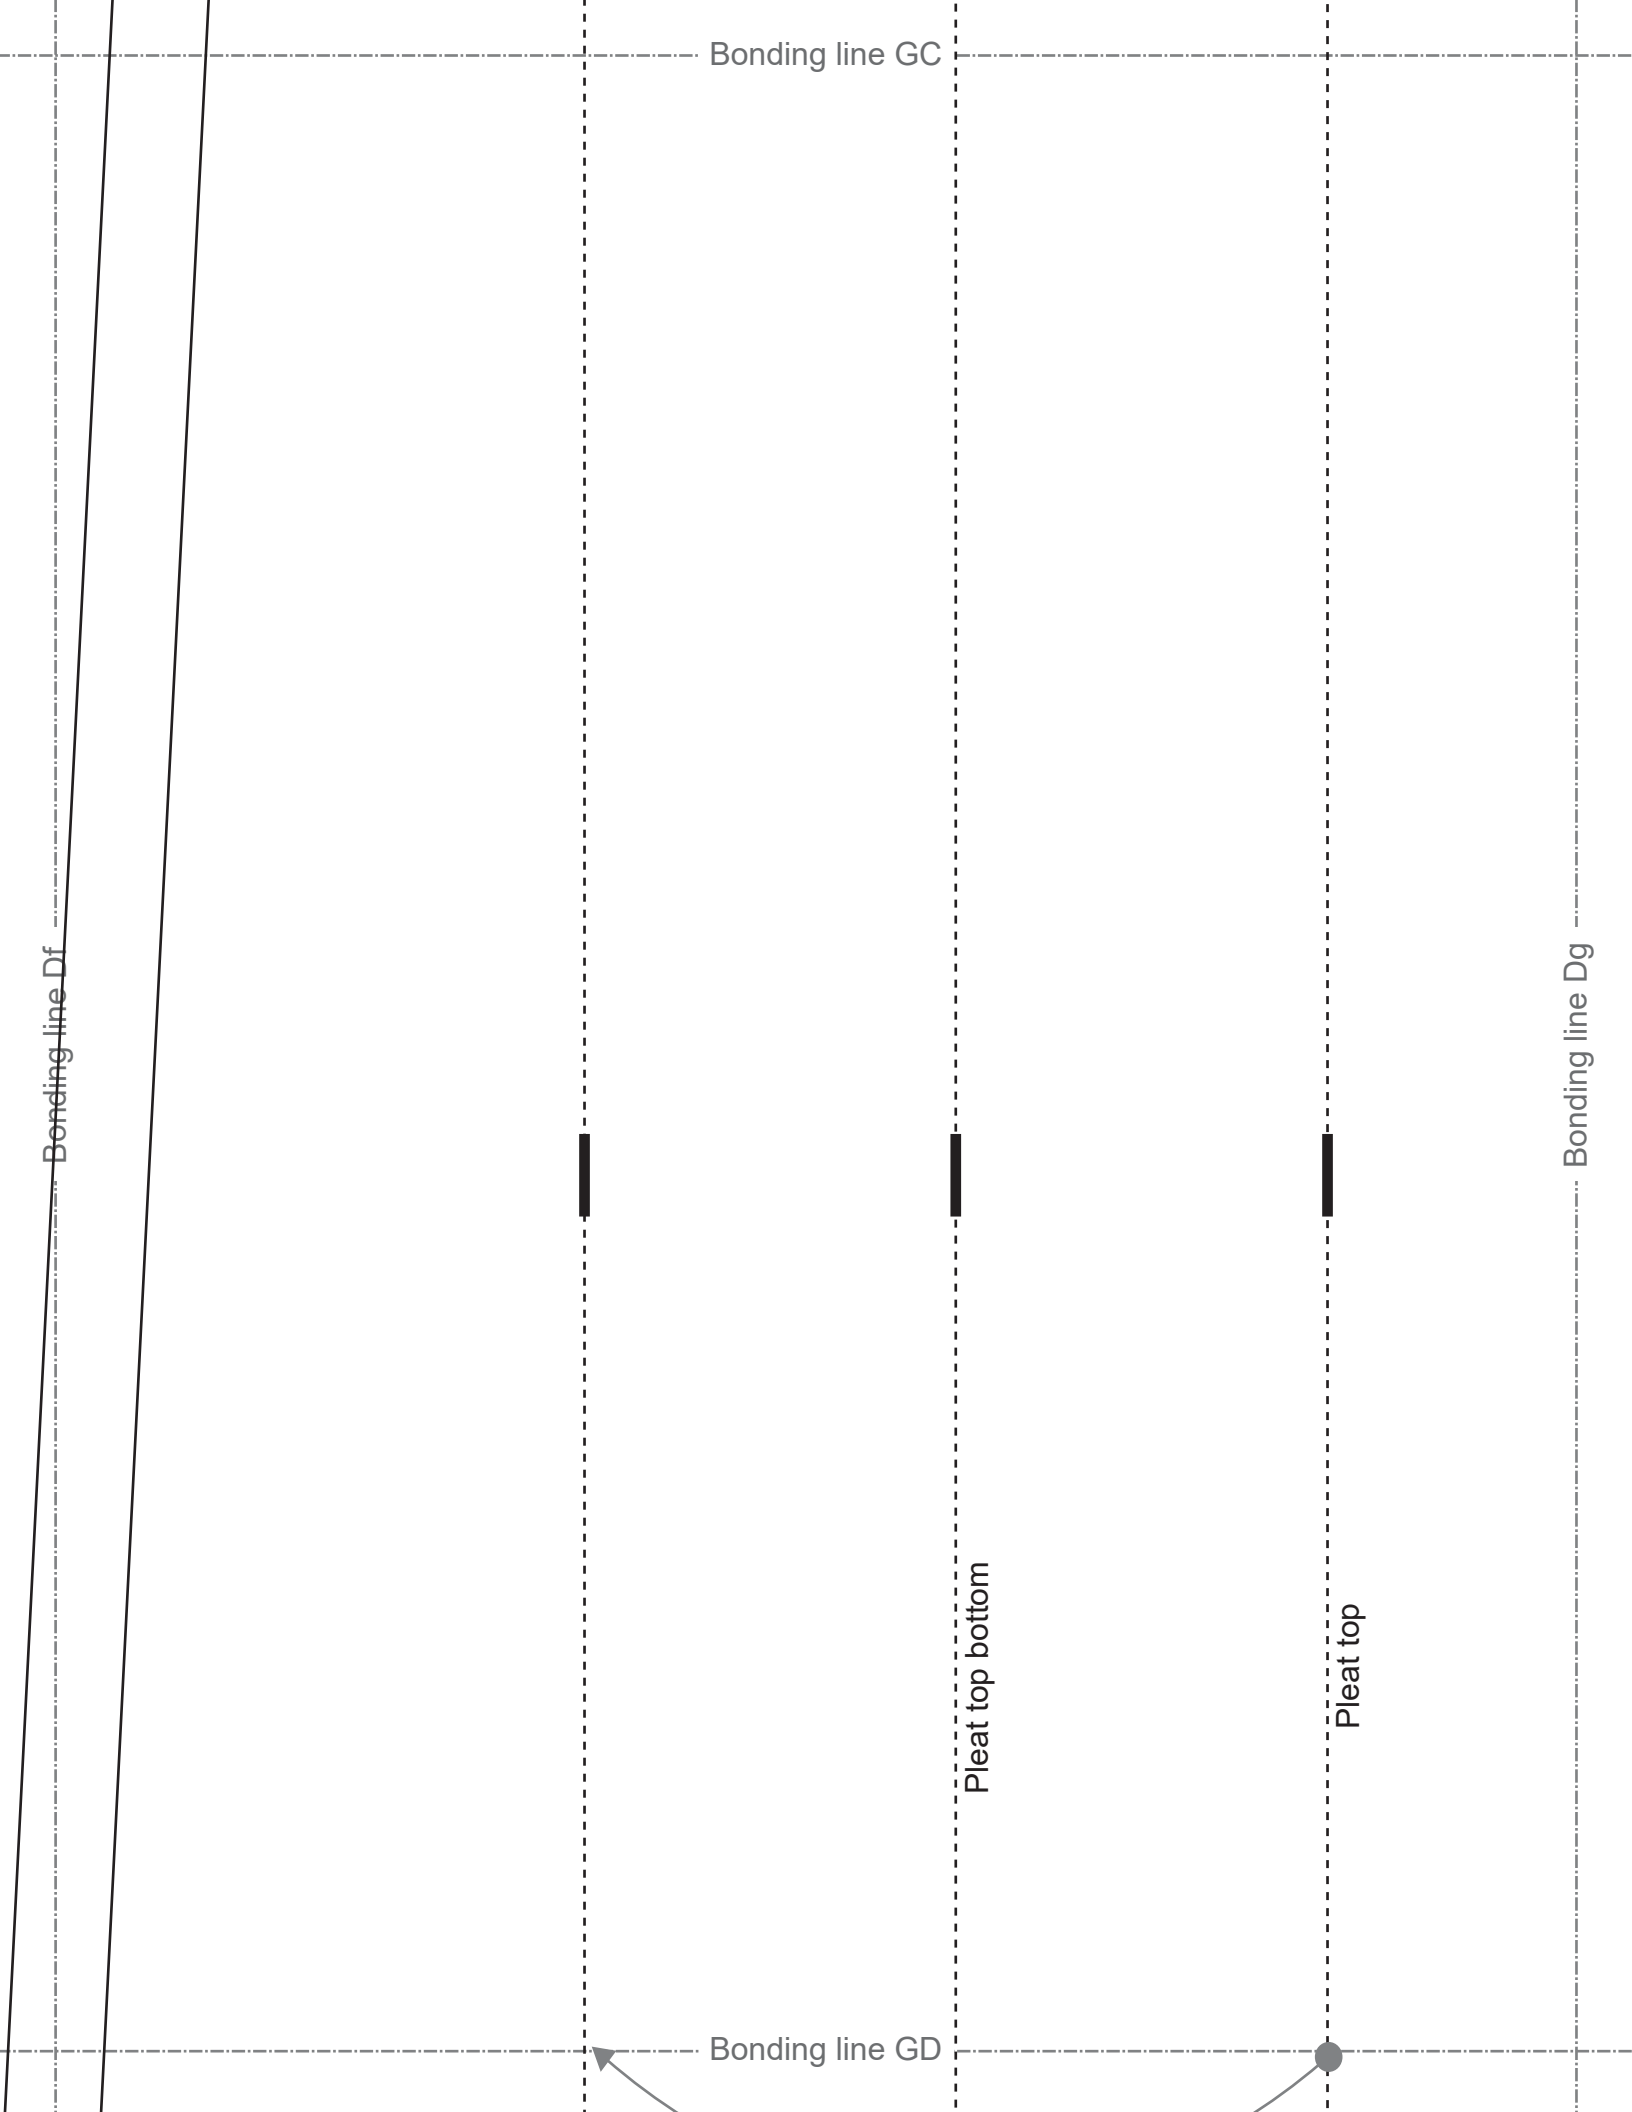 Bonding line GC
Bonding line Df
Bonding line Dg
Pleat top bottom
Pleat top
Bonding line GD